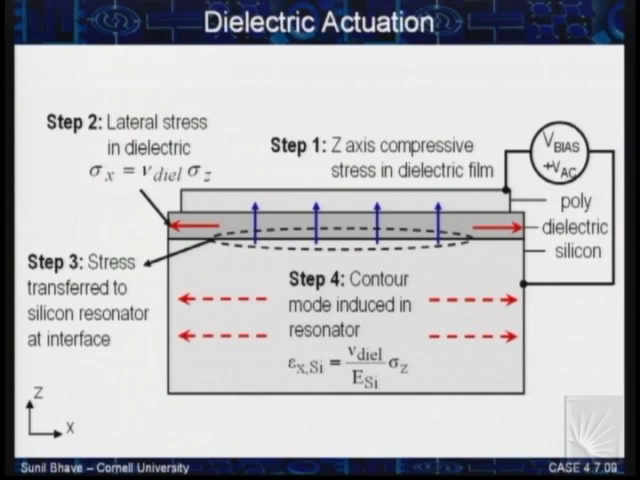 Dielectric Actuation
Step 2: Lateral stress
in dielectric
σx = νdiel σz
Step 1: Z axis compressive
stress in dielectric film
VBIAS
+VAC
poly
dielectric
silicon
Step 3: Stress
transferred to
silicon resonator
at interface
Step 4: Contour
mode induced in
resonator
εx,Si = νdiel/ESi σz
Z
X
Sunil Bhave – Cornell University
CASE 4.7.09